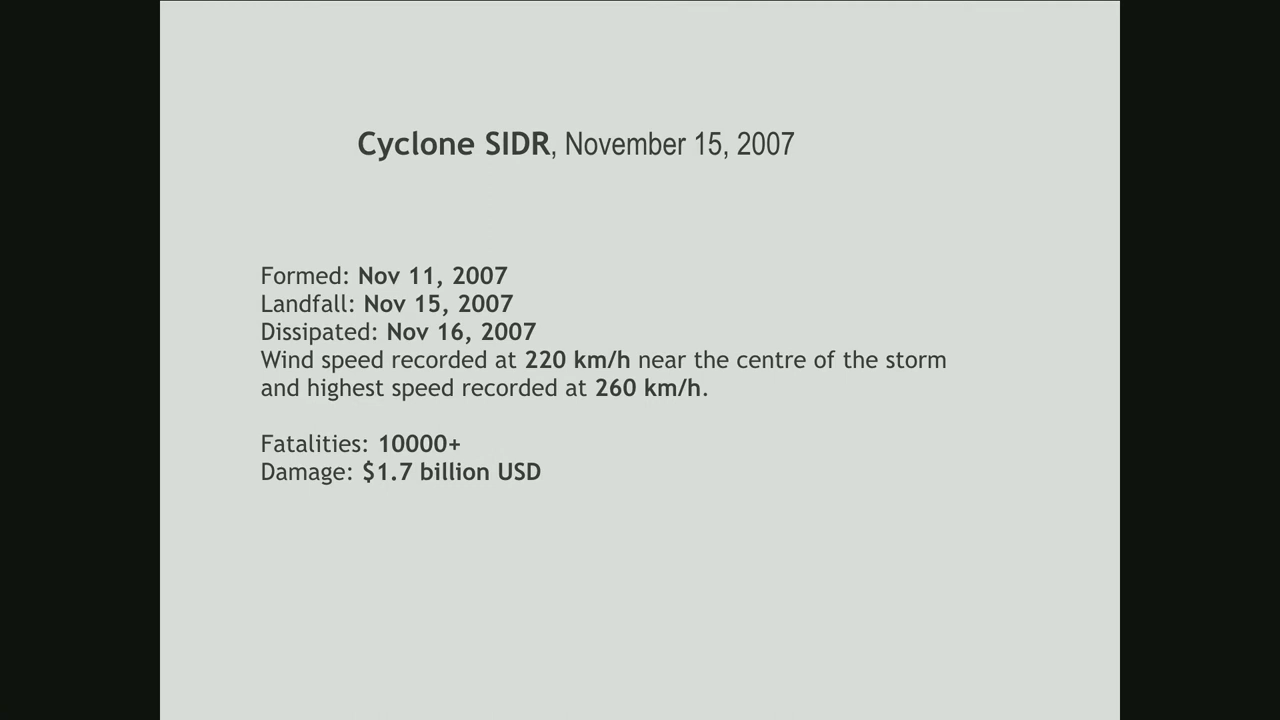 Cyclone SIDR, November 15, 2007
Formed: Nov 11, 2007
Landfall: Nov 15, 2007
Dissipated: Nov 16, 2007
Wind speed recorded at 220 km/h near the centre of the storm
and highest speed recorded at 260 km/h.
Fatalities: 10000+
Damage: $1.7 billion USD